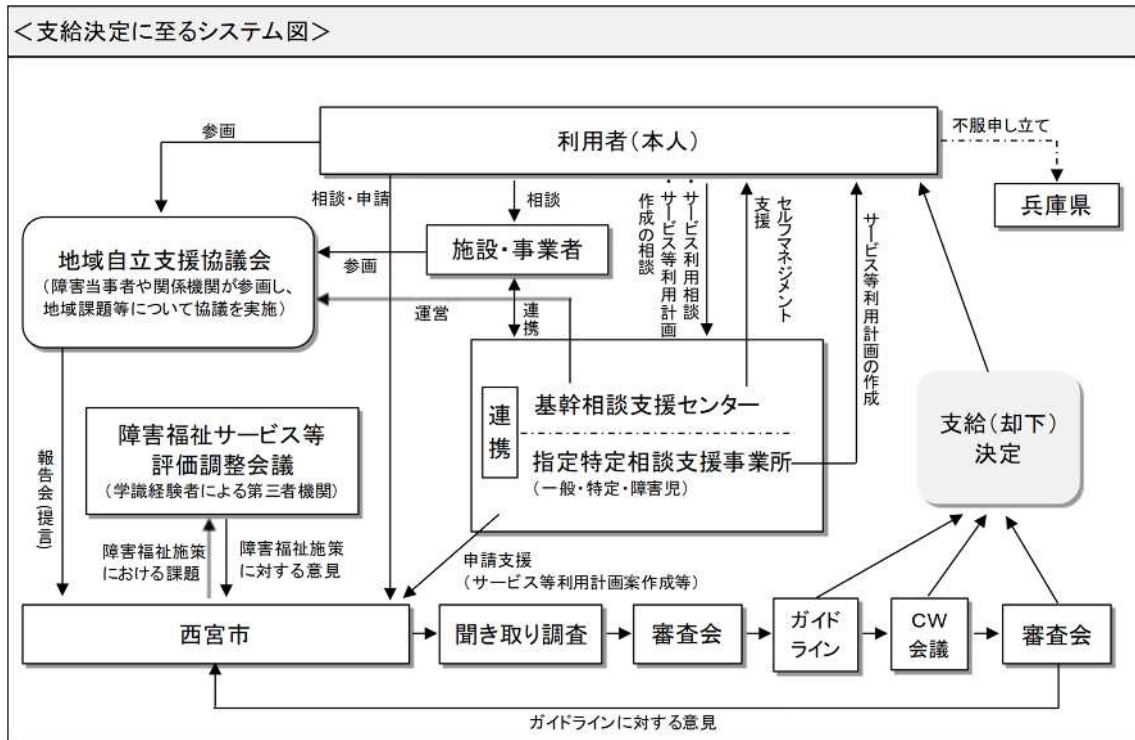 ＜支給決定に至るシステム図＞
利用者(本人)
不服申し立て
兵庫県
参画
相談・申請
相談
・サービス利用相談
・サービス等利用計画
作成の相談
セルフマネジメント
支援
サービス等利用計画の作成
地域自立支援協議会
(障害当事者や関係機関が参画し、
地域課題等について協議を実施)
施設・事業者
参画
運営
連携
連携
基幹相談支援センター
指定特定相談支援事業所
(一般・特定・障害児)
支給(却下)
決定
障害福祉サービス等
評価調整会議
(学識経験者による第三者機関)
報告会(提言)
障害福祉施策
における課題
障害福祉施策
に対する意見
申請支援
(サービス等利用計画案作成等)
西宮市
聞き取り調査
審査会
ガイド
ライン
ＣＷ
会議
審査会
ガイドラインに対する意見